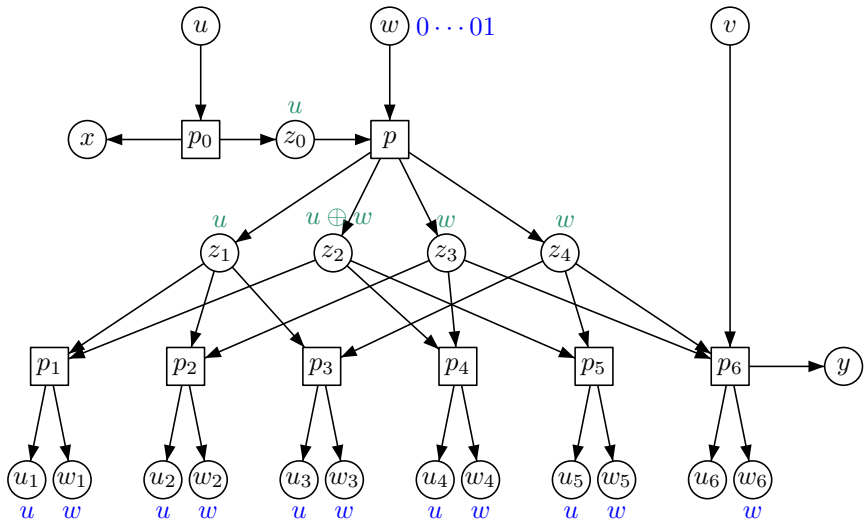 u w 0 ⋯ 01 v
u
x p₀ z₀ p
u u ⊕ w w w
z₁ z₂ z₃ z₄
p₁ p₂ p₃ p₄ p₅ p₆ y
u₁ w₁ u₂ w₂ u₃ w₃ u₄ w₄ u₅ w₅ u₆ w₆
u w u w u w u w u w w